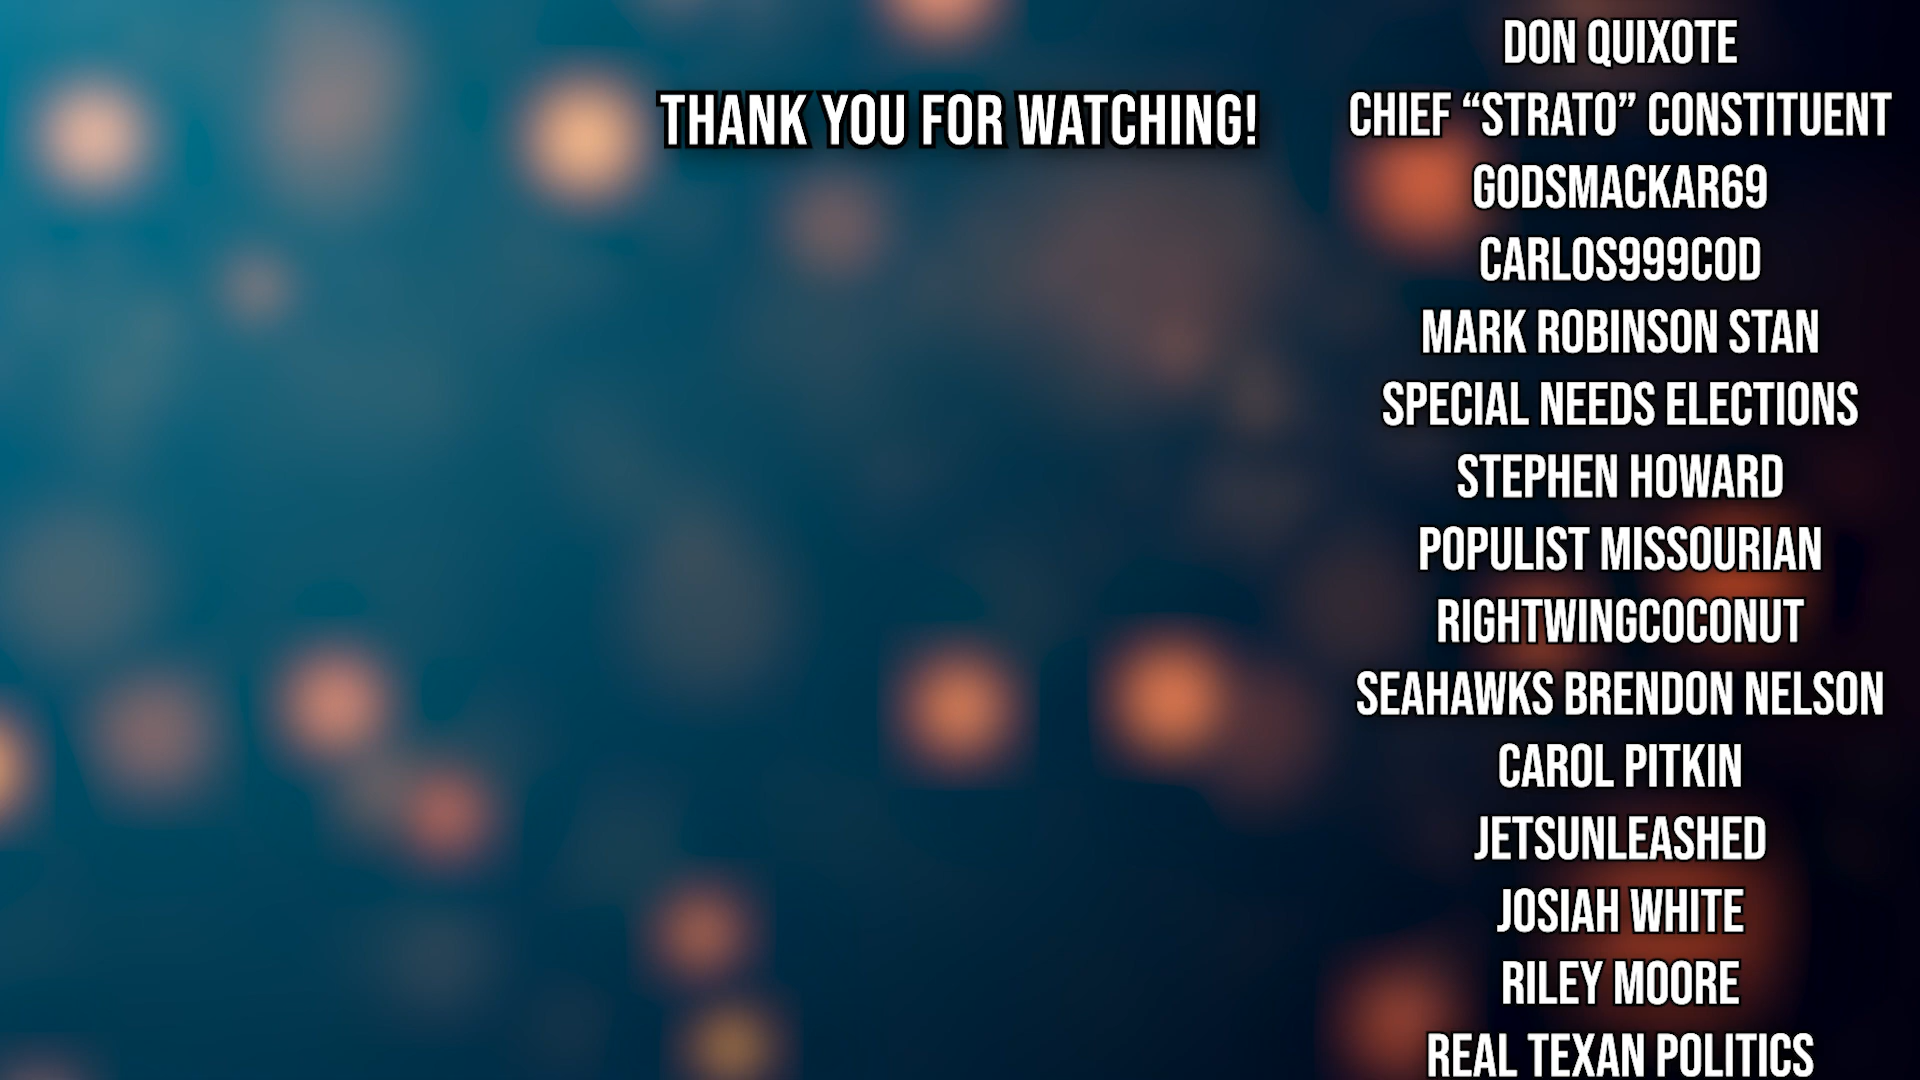 THANK YOU FOR WATCHING!
DON QUIXOTE
CHIEF “STRATO” CONSTITUENT
GODSMACKAR69
CARLOS999COD
MARK ROBINSON STAN
SPECIAL NEEDS ELECTIONS
STEPHEN HOWARD
POPULIST MISSOURIAN
RIGHTWINGCOCONUT
SEAHAWKS BRENDON NELSON
CAROL PITKIN
JETSUNLEASHED
JOSIAH WHITE
RILEY MOORE
REAL TEXAN POLITICS